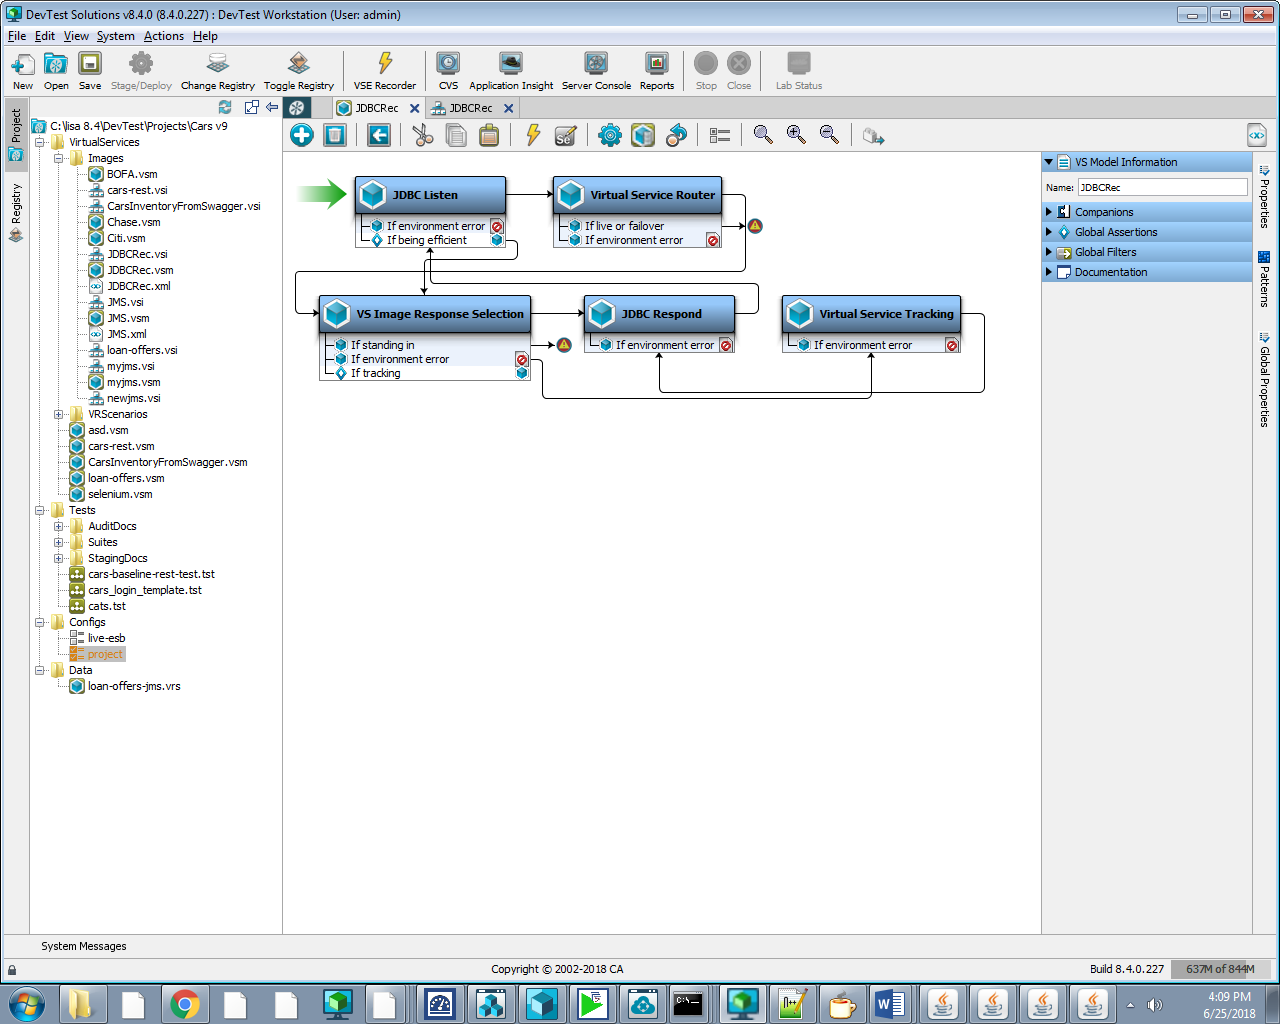 DevTest Solutions v8.4.0 (8.4.0.227) : DevTest Workstation (User: admin)
File Edit View System Actions Help
New Open Save Stage/Deploy Change Registry Toggle Registry VSE Recorder CVS Application Insight Server Console Reports Stop Close Lab Status
Project
Registry
JDBCRec
JDBCRec
C:\lisa 8.4\DevTest\Projects\Cars v9
VirtualServices
Images
BOFA.vsm
cars-rest.vsi
CarsInventoryFromSwagger.vsi
Chase.vsm
Citi.vsm
JDBCRec.vsi
JDBCRec.vsm
JDBCRec.xml
JMS.vsi
JMS.vsm
JMS.xml
loan-offers.vsi
myjms.vsi
myjms.vsm
newjms.vsi
VRScenarios
asd.vsm
cars-rest.vsm
CarsInventoryFromSwagger.vsm
loan-offers.vsm
selenium.vsm
Tests
AuditDocs
Suites
StagingDocs
cars-baseline-rest-test.tst
cars_login_template.tst
cats.tst
Configs
live-esb
project
Data
loan-offers-jms.vrs
Se
JDBC Listen
If environment error
If being efficient
Virtual Service Router
If live or failover
If environment error
VS Image Response Selection
If standing in
If environment error
If tracking
JDBC Respond
If environment error
Virtual Service Tracking
If environment error
VS Model Information
Name: JDBCRec
Companions
Global Assertions
Global Filters
Documentation
Properties
Patterns
Global Properties
System Messages
Copyright © 2002-2018 CA
Build 8.4.0.227
637M of 844M
C:\
n++
W
4:09 PM
6/25/2018